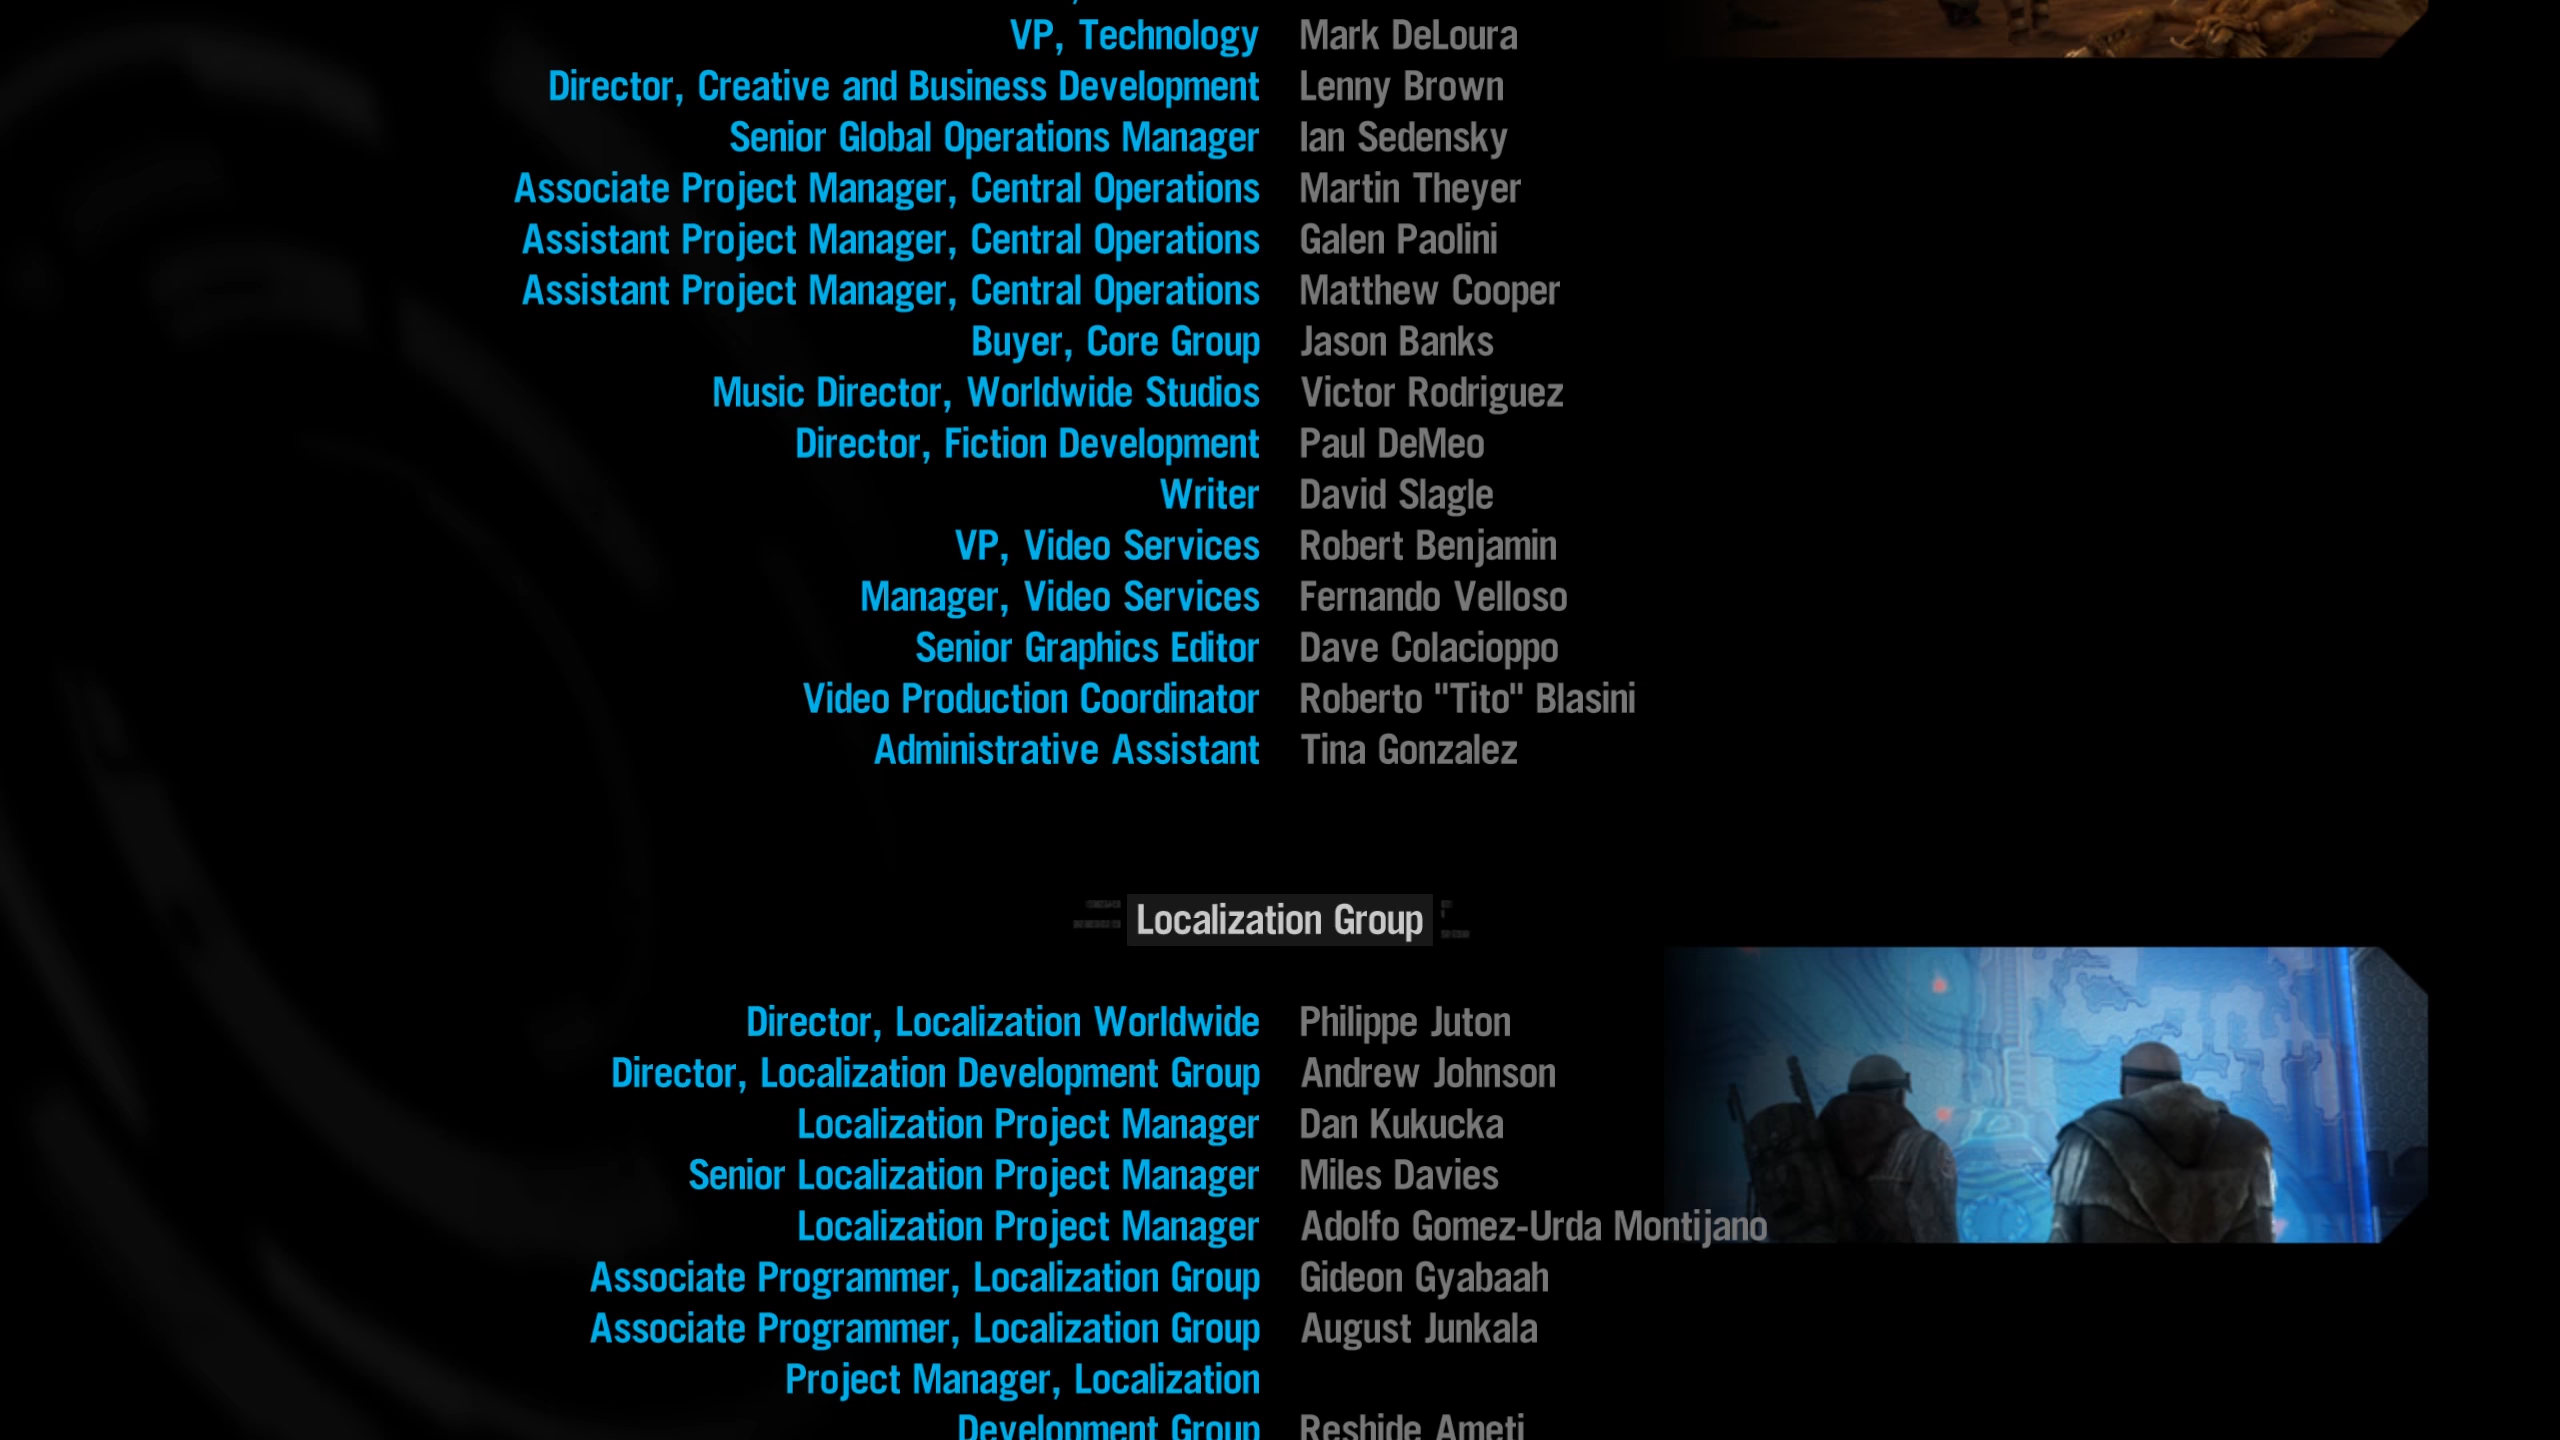 VP, Technology Mark DeLoura
Director, Creative and Business Development Lenny Brown
Senior Global Operations Manager Ian Sedensky
Associate Project Manager, Central Operations Martin Theyer
Assistant Project Manager, Central Operations Galen Paolini
Assistant Project Manager, Central Operations Matthew Cooper
Buyer, Core Group Jason Banks
Music Director, Worldwide Studios Victor Rodriguez
Director, Fiction Development Paul DeMeo
Writer David Slagle
VP, Video Services Robert Benjamin
Manager, Video Services Fernando Velloso
Senior Graphics Editor Dave Colacioppo
Video Production Coordinator Roberto "Tito" Blasini
Administrative Assistant Tina Gonzalez
Localization Group
Director, Localization Worldwide Philippe Juton
Director, Localization Development Group Andrew Johnson
Localization Project Manager Dan Kukucka
Senior Localization Project Manager Miles Davies
Localization Project Manager Adolfo Gomez-Urda Montijano
Associate Programmer, Localization Group Gideon Gyabaah
Associate Programmer, Localization Group August Junkala
Project Manager, Localization
Development Group Reshide Ameti